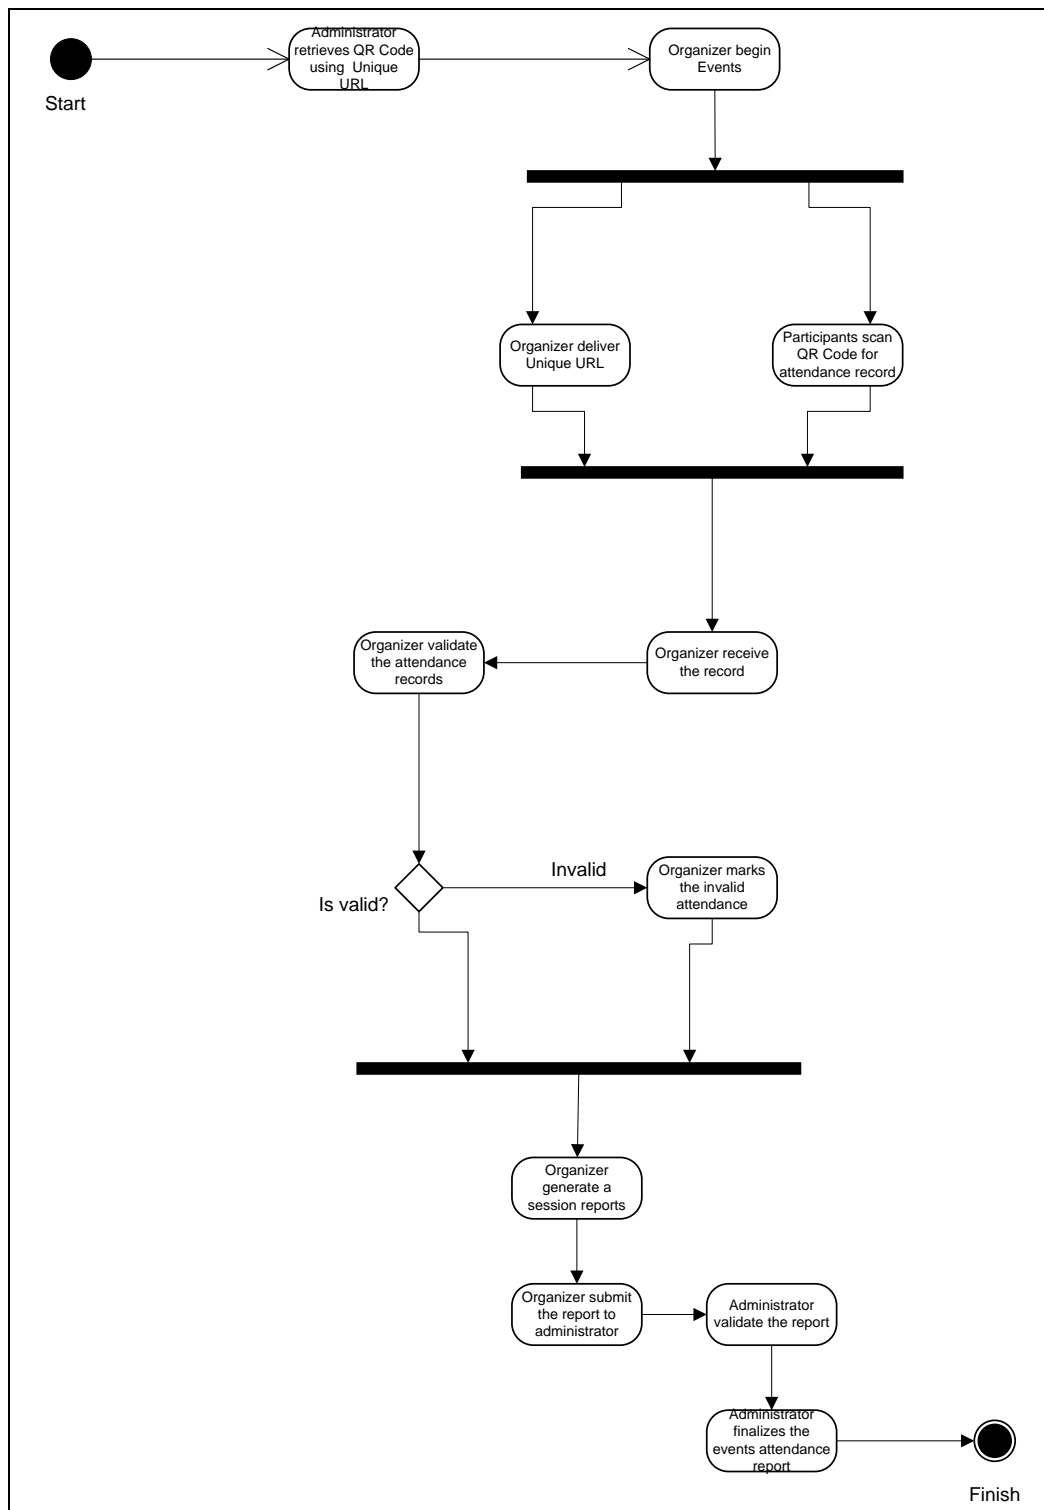 Administrator
retrieves QR Code
using Unique
URL
Organizer begin
Events
Start
Organizer deliver
Unique URL
Participants scan
QR Code for
attendance record
Organizer validate
the attendance
records
Organizer receive
the record
Invalid
Is valid?
Organizer marks
the invalid
attendance
Organizer
generate a
session reports
Organizer submit
the report to
administrator
Administrator
validate the report
Administrator
finalizes the
events attendance
report
Finish